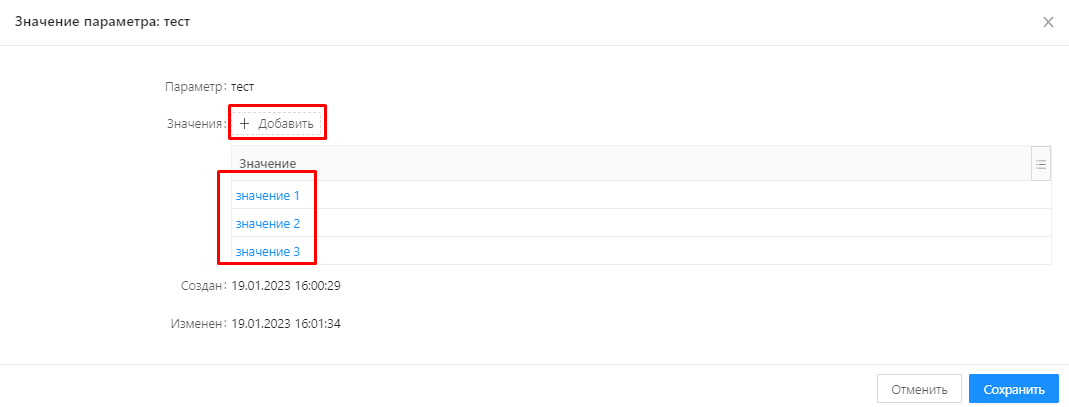 Значение параметра: тест
Параметр: тест
Значения: + Добавить
Значение
значение 1
значение 2
значение 3
Создан: 19.01.2023 16:00:29
Изменен: 19.01.2023 16:01:34
Отменить Сохранить